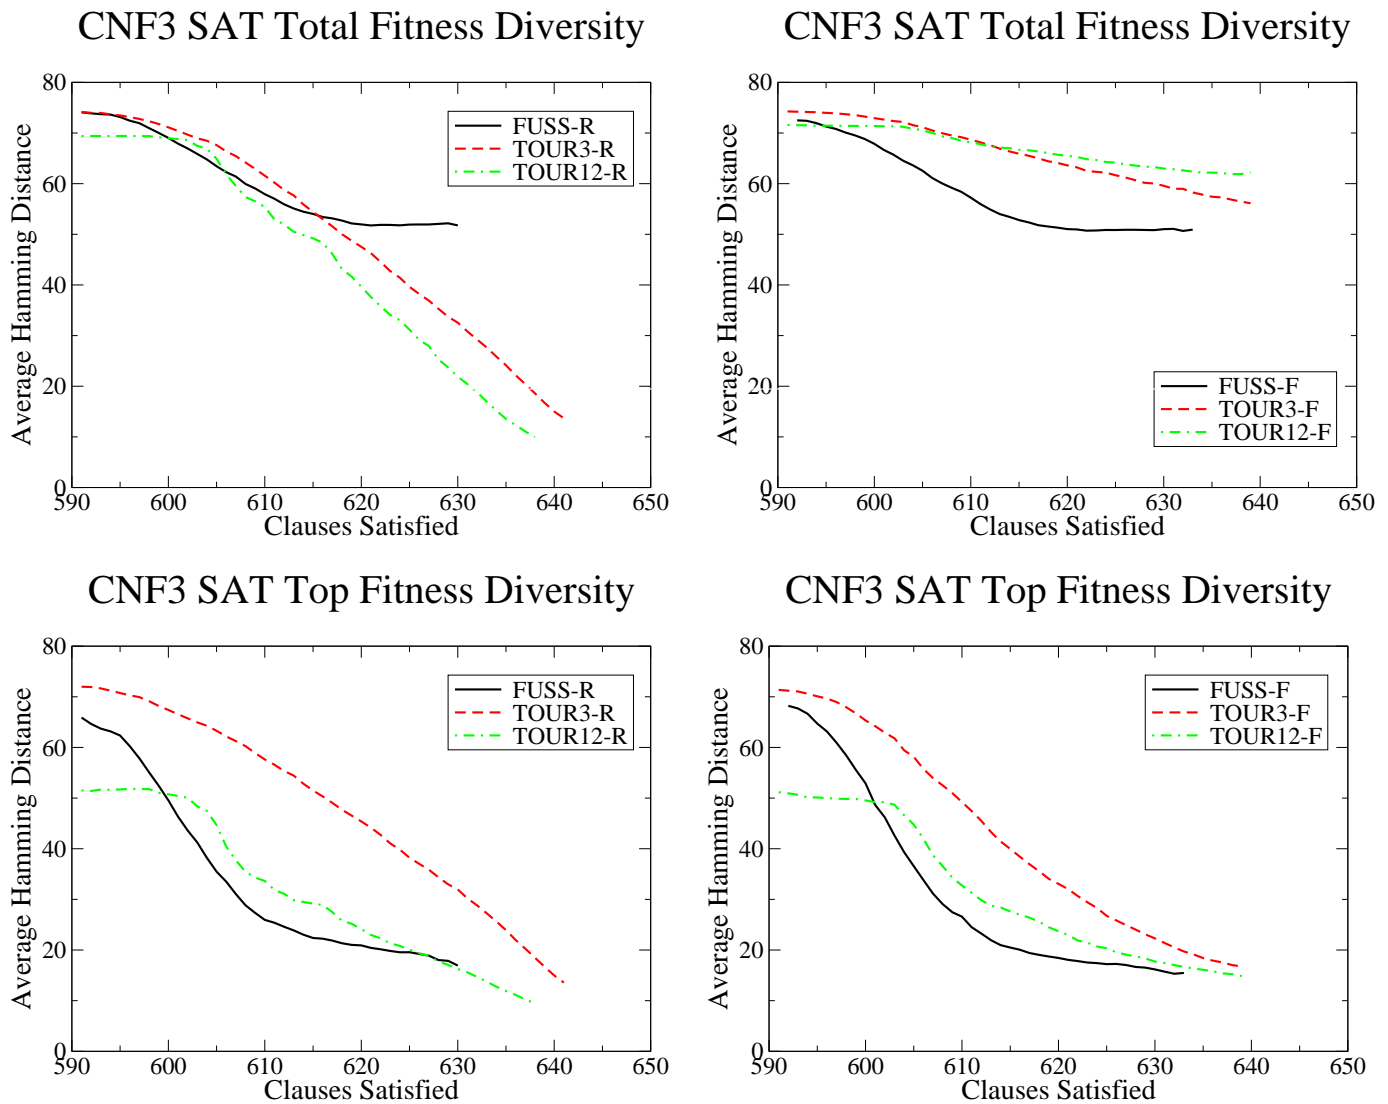 CNF3 SAT Total Fitness Diversity
80
60
40
20
0
590 600 610 620 630 640 650
Average Hamming Distance
Clauses Satisfied
FUSS-R
TOUR3-R
TOUR12-R
CNF3 SAT Total Fitness Diversity
80
60
40
20
0
590 600 610 620 630 640 650
Average Hamming Distance
Clauses Satisfied
FUSS-F
TOUR3-F
TOUR12-F
CNF3 SAT Top Fitness Diversity
80
60
40
20
0
590 600 610 620 630 640 650
Average Hamming Distance
Clauses Satisfied
FUSS-R
TOUR3-R
TOUR12-R
CNF3 SAT Top Fitness Diversity
80
60
40
20
0
590 600 610 620 630 640 650
Average Hamming Distance
Clauses Satisfied
FUSS-F
TOUR3-F
TOUR12-F